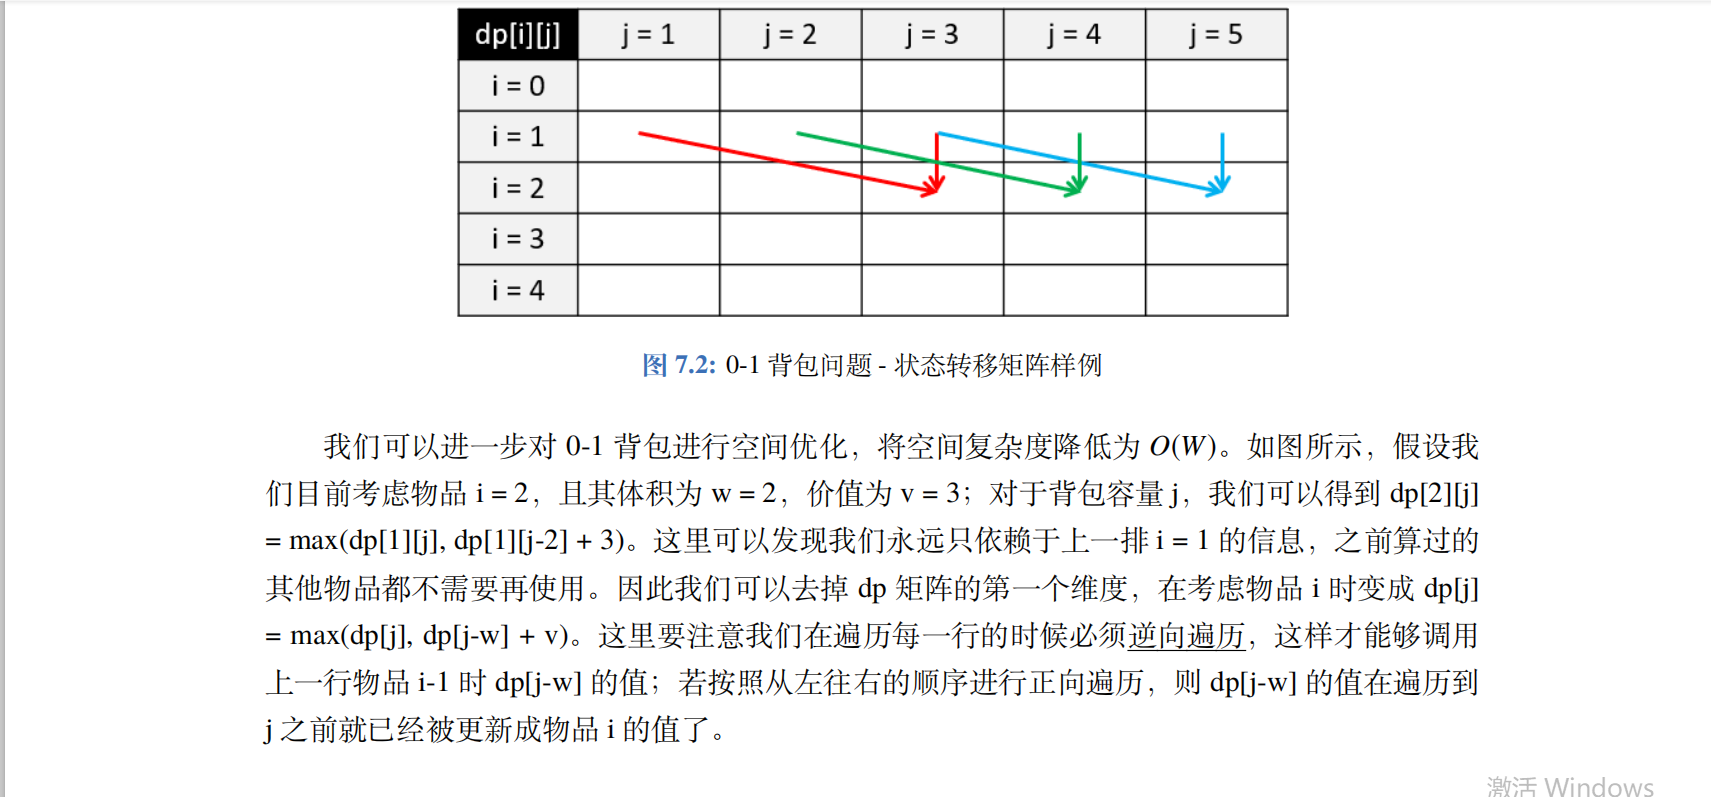 dp[i][j] j = 1 j = 2 j = 3 j = 4 j = 5
i = 0
i = 1
i = 2
i = 3
i = 4
图 7.2: 0-1 背包问题 - 状态转移矩阵样例
我们可以进一步对 0-1 背包进行空间优化，将空间复杂度降低为 O(W)。如图所示，假设我
们目前考虑物品 i = 2，且其体积为 w = 2，价值为 v = 3；对于背包容量 j，我们可以得到 dp[2][j]
= max(dp[1][j], dp[1][j-2] + 3)。这里可以发现我们永远只依赖于上一排 i = 1 的信息，之前算过的
其他物品都不需要再使用。因此我们可以去掉 dp 矩阵的第一个维度，在考虑物品 i 时变成 dp[j]
= max(dp[j], dp[j-w] + v)。这里要注意我们在遍历每一行的时候必须逆向遍历，这样才能够调用
上一行物品 i-1 时 dp[j-w] 的值；若按照从左往右的顺序进行正向遍历，则 dp[j-w] 的值在遍历到
j 之前就已经被更新成物品 i 的值了。
激活 Windows